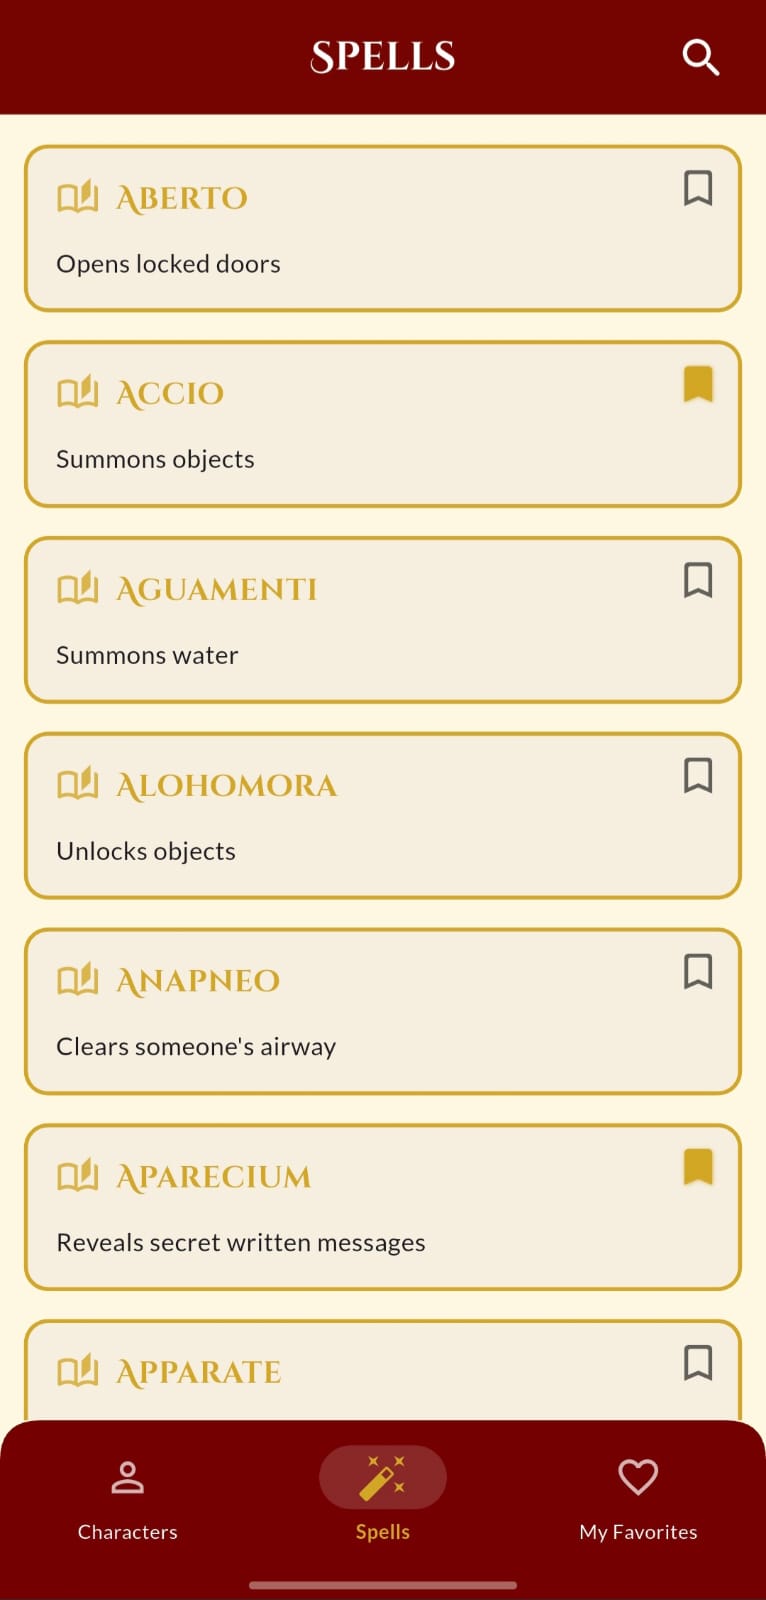 Spells
Aberto
Opens locked doors
Accio
Summons objects
Aguamenti
Summons water
Alohomora
Unlocks objects
Anapneo
Clears someone's airway
Aparecium
Reveals secret written messages
Apparate
Characters
Spells
My Favorites